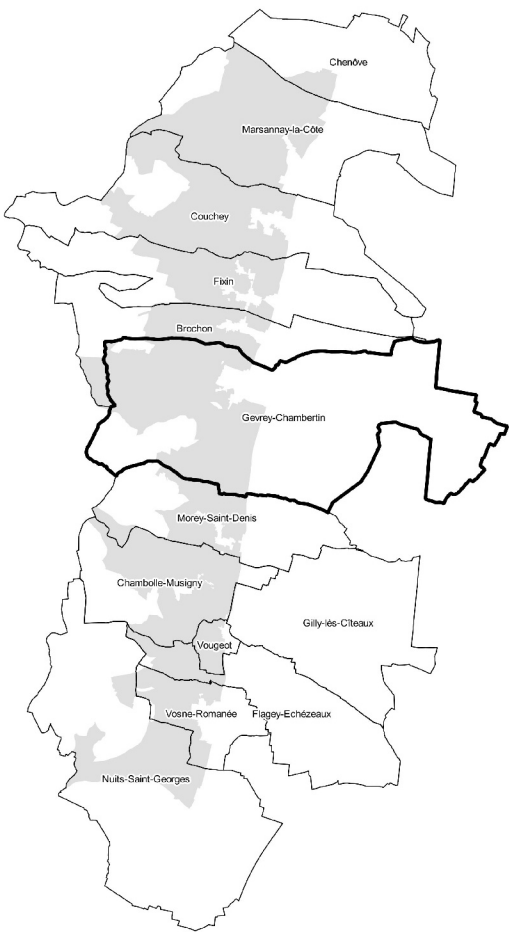 Chenôve
Marsannay-la-Côte
Couchey
Fixin
Brochon
Gevrey-Chambertin
Morey-Saint-Denis
Chambolle-Musigny
Gilly-lès-Cîteaux
Vougeot
Vosne-Romanée
Flagey-Echézeaux
Nuits-Saint-Georges